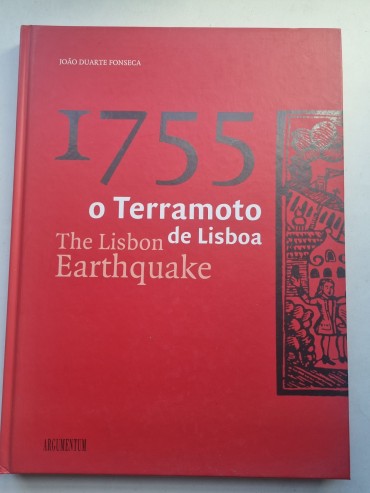 JOÃO DUARTE FONSECA
1755
o Terramoto
de Lisboa
The Lisbon
Earthquake
ARGUMENTUM